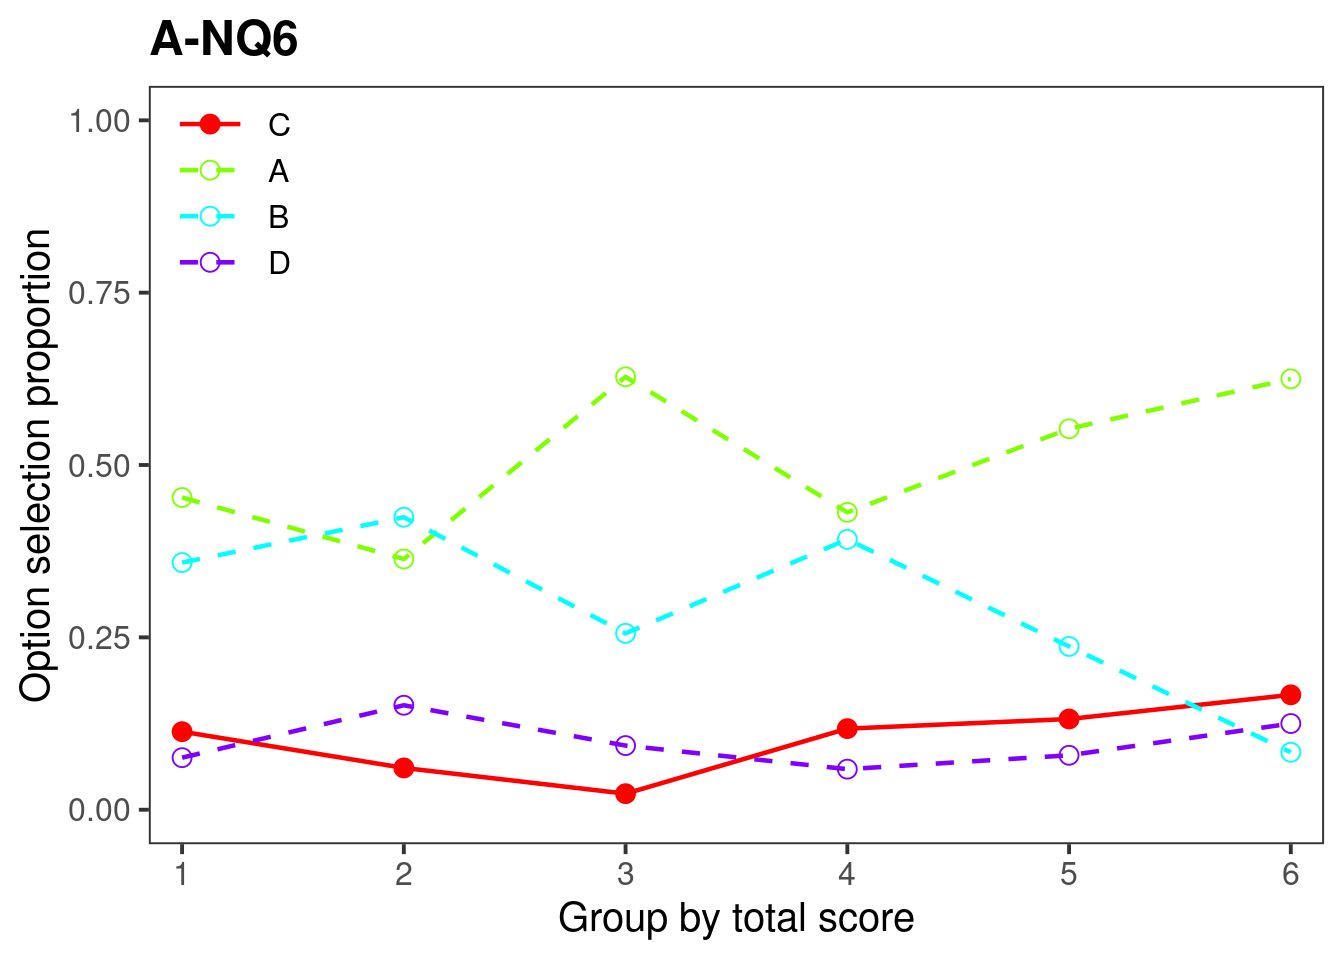 A-NQ6
C
A
B
D
1.00
0.75
0.50
0.25
0.00
Option selection proportion
1 2 3 4 5 6
Group by total score